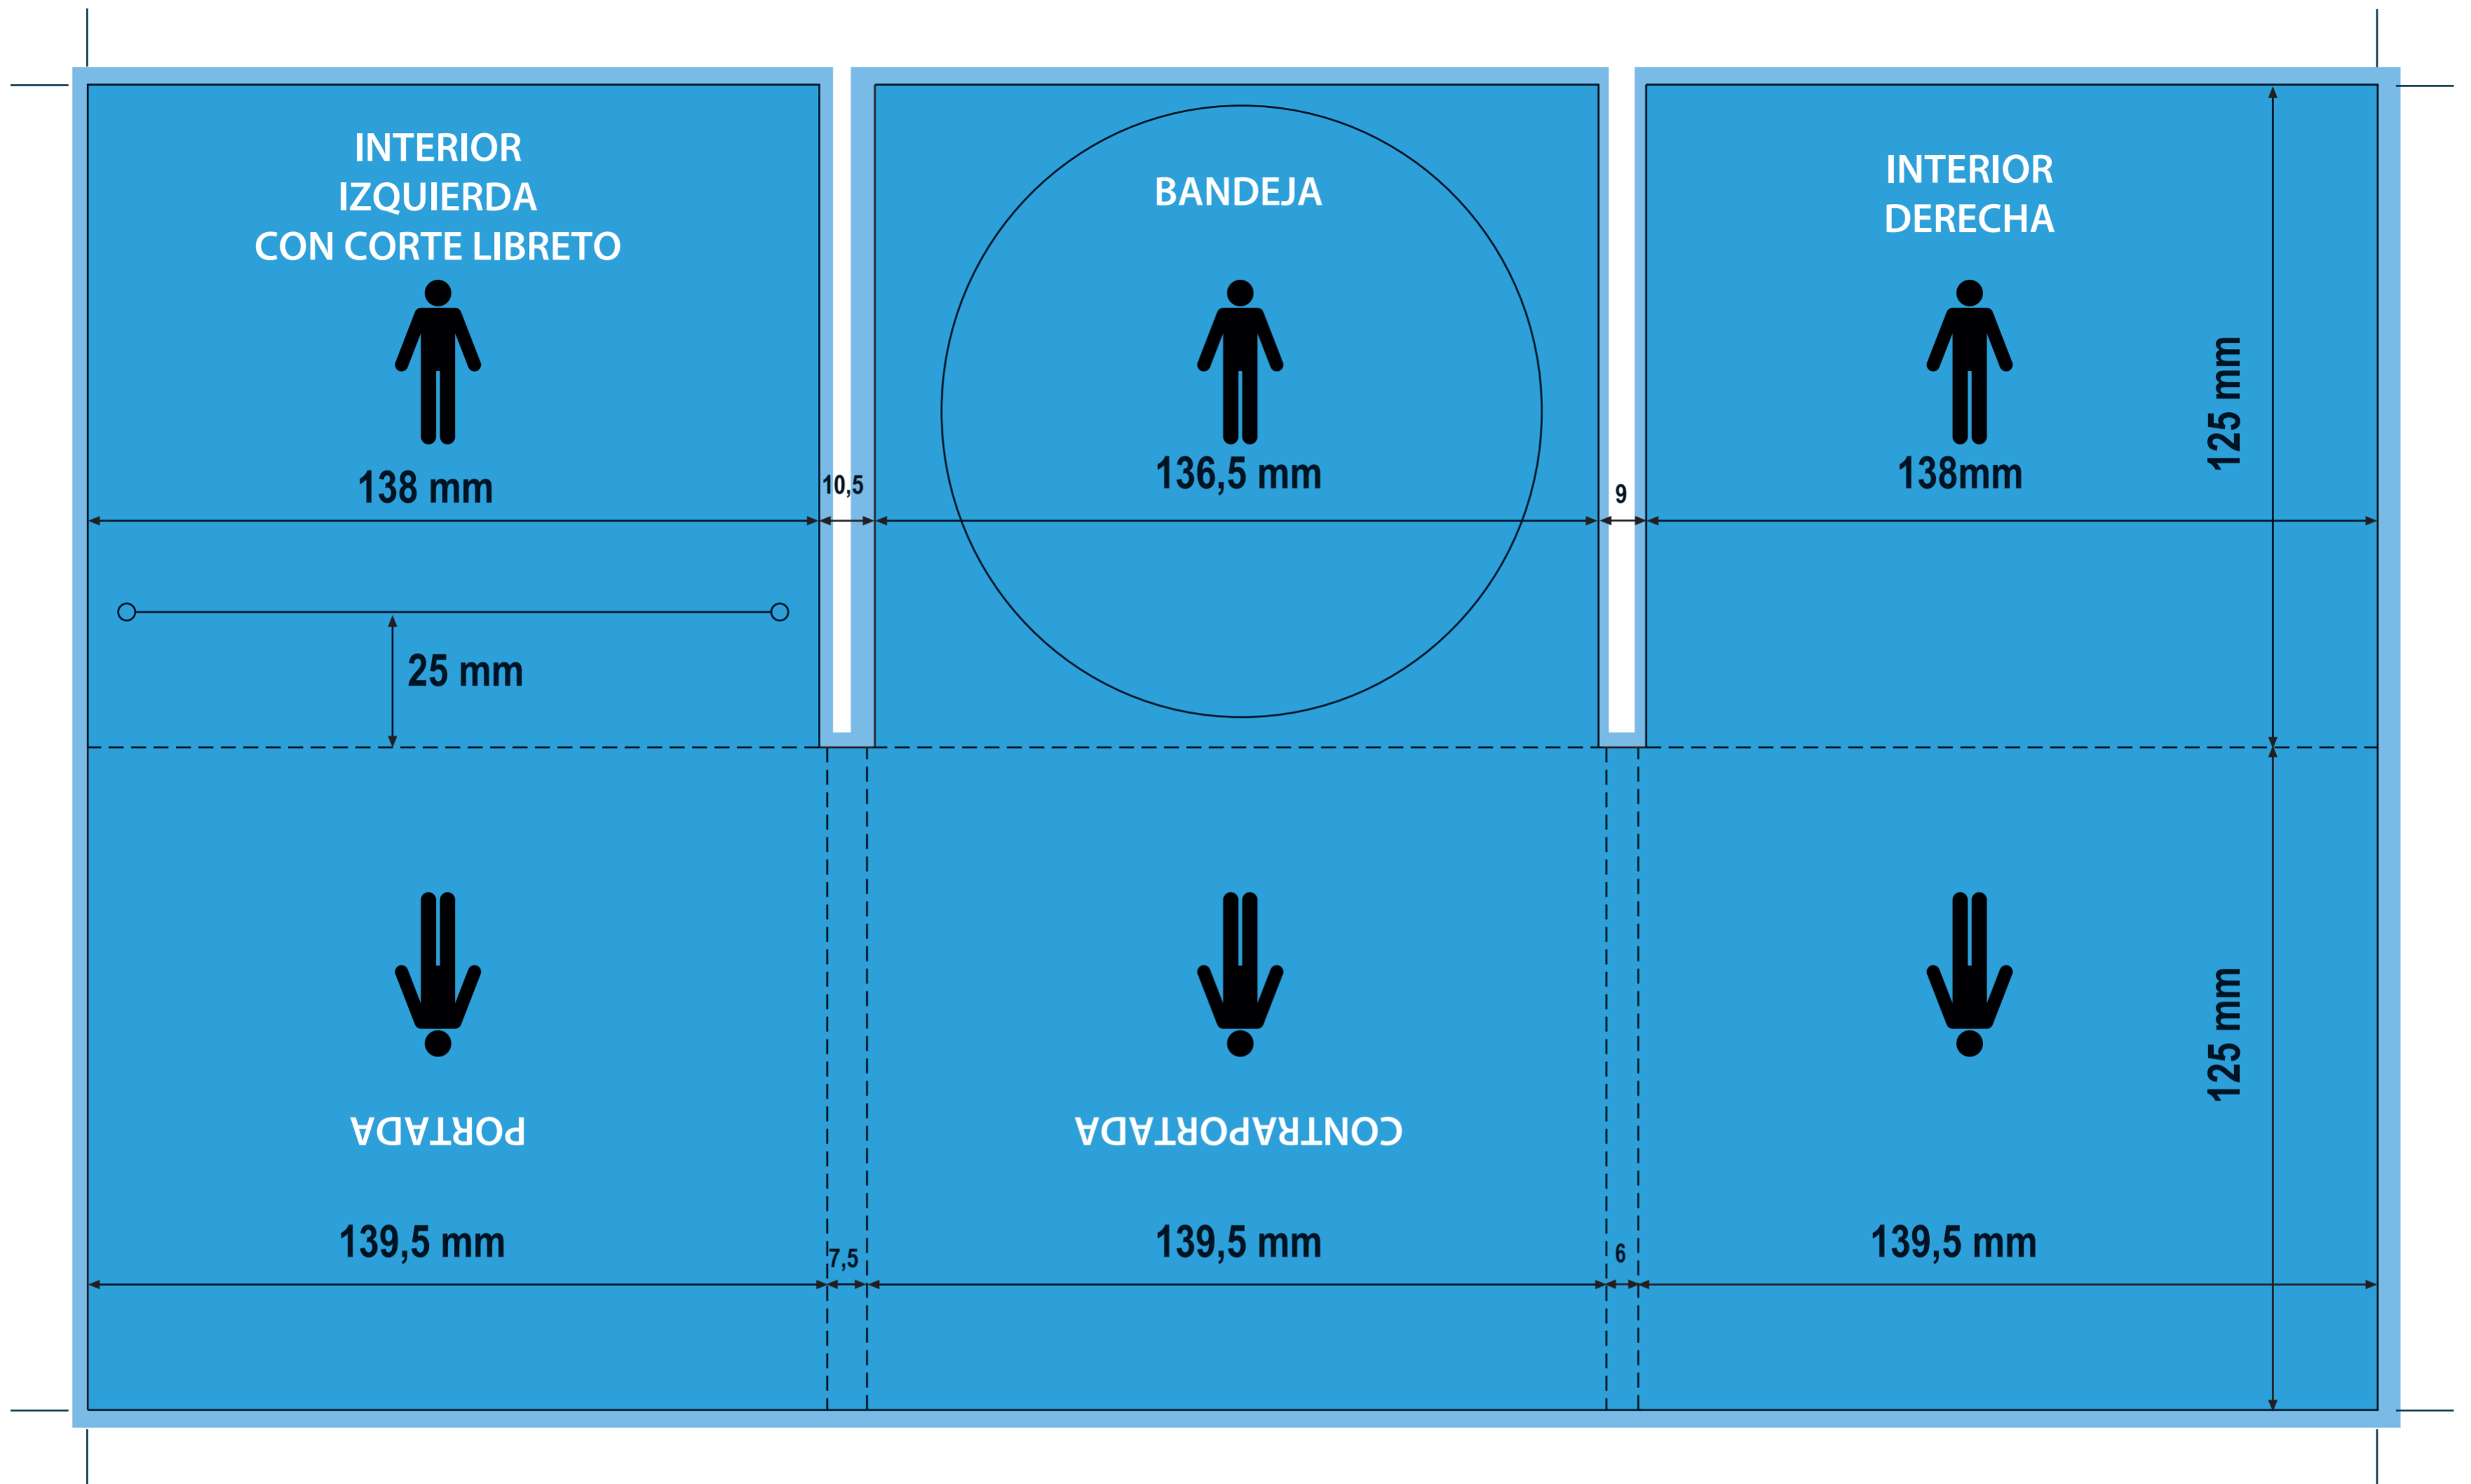 INTERIOR
IZQUIERDA
CON CORTE LIBRETO
BANDEJA
INTERIOR
DERECHA
138 mm
10,5
136,5 mm
9
138mm
125 mm
25 mm
PORTADA
CONTRAPORTADA
125 mm
139,5 mm
7,5
139,5 mm
6
139,5 mm